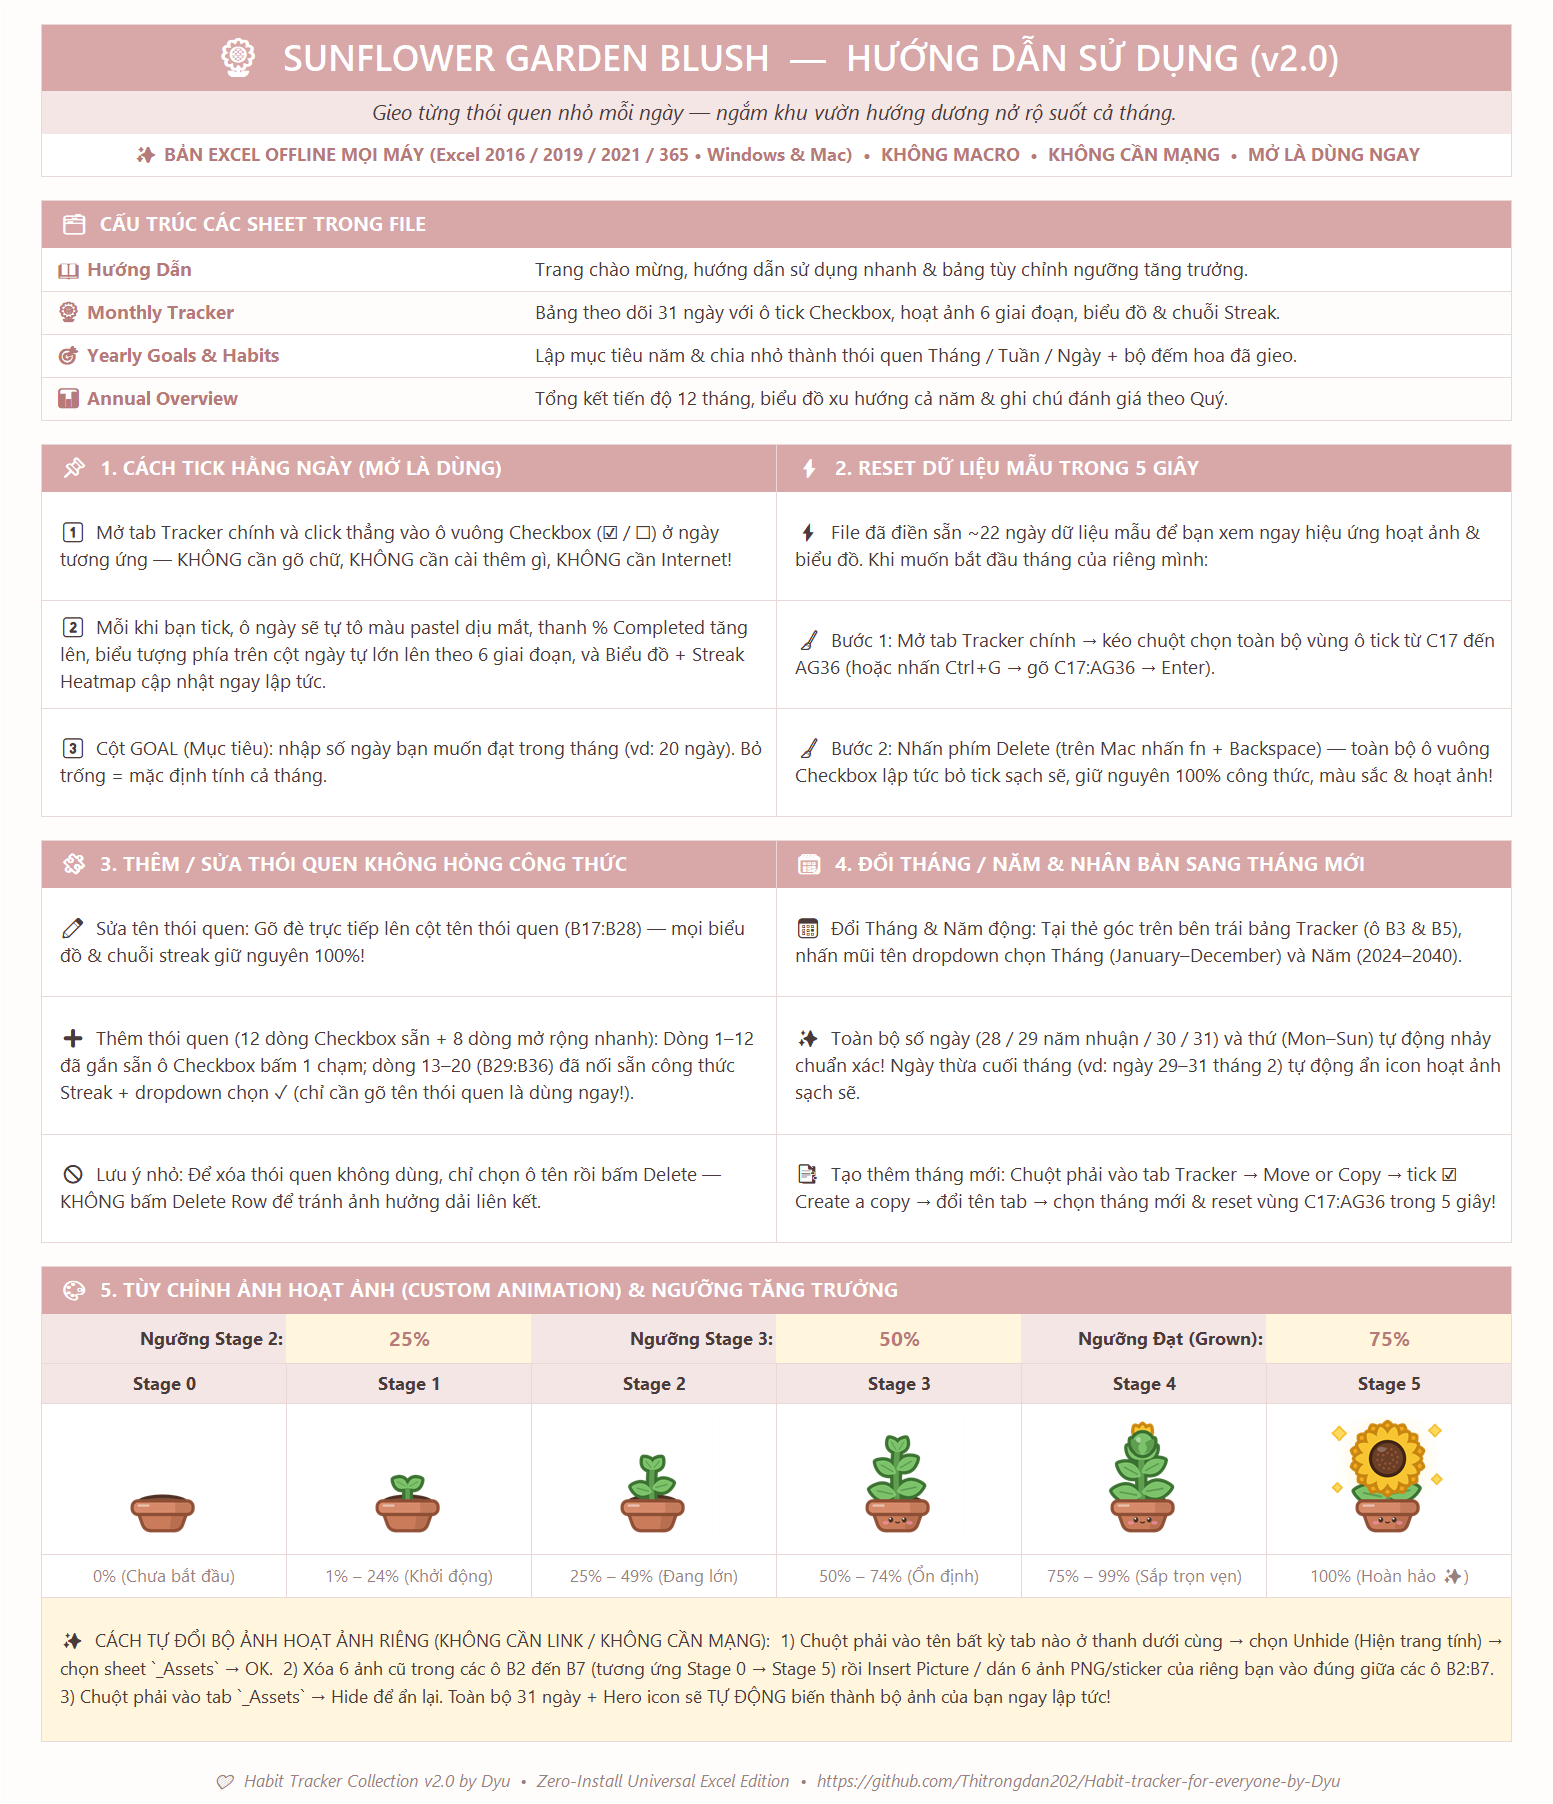 SUNFLOWER GARDEN BLUSH — HƯỚNG DẪN SỬ DỤNG (v2.0)
Gieo từng thói quen nhỏ mỗi ngày — ngắm khu vườn hướng dương nở rộ suốt cả tháng.
✨ BẢN EXCEL OFFLINE MỌI MÁY (Excel 2016 / 2019 / 2021 / 365 • Windows & Mac) • KHÔNG MACRO • KHÔNG CẦN MẠNG • MỞ LÀ DÙNG NGAY
CẤU TRÚC CÁC SHEET TRONG FILE
Hướng Dẫn
Trang chào mừng, hướng dẫn sử dụng nhanh & bảng tùy chỉnh ngưỡng tăng trưởng.
Monthly Tracker
Bảng theo dõi 31 ngày với ô tick Checkbox, hoạt ảnh 6 giai đoạn, biểu đồ & chuỗi Streak.
Yearly Goals & Habits
Lập mục tiêu năm & chia nhỏ thành thói quen Tháng / Tuần / Ngày + bộ đếm hoa đã gieo.
Annual Overview
Tổng kết tiến độ 12 tháng, biểu đồ xu hướng cả năm & ghi chú đánh giá theo Quý.
1. CÁCH TICK HẰNG NGÀY (MỞ LÀ DÙNG)
1 Mở tab Tracker chính và click thẳng vào ô vuông Checkbox (☑ / ☐) ở ngày
tương ứng — KHÔNG cần gõ chữ, KHÔNG cần cài thêm gì, KHÔNG cần Internet!
2 Mỗi khi bạn tick, ô ngày sẽ tự tô màu pastel dịu mắt, thanh % Completed tăng
lên, biểu tượng phía trên cột ngày tự lớn lên theo 6 giai đoạn, và Biểu đồ + Streak
Heatmap cập nhật ngay lập tức.
3 Cột GOAL (Mục tiêu): nhập số ngày bạn muốn đạt trong tháng (vd: 20 ngày). Bỏ
trống = mặc định tính cả tháng.
2. RESET DỮ LIỆU MẪU TRONG 5 GIÂY
File đã điền sẵn ~22 ngày dữ liệu mẫu để bạn xem ngay hiệu ứng hoạt ảnh &
biểu đồ. Khi muốn bắt đầu tháng của riêng mình:
Bước 1: Mở tab Tracker chính → kéo chuột chọn toàn bộ vùng ô tick từ C17 đến
AG36 (hoặc nhấn Ctrl+G → gõ C17:AG36 → Enter).
Bước 2: Nhấn phím Delete (trên Mac nhấn fn + Backspace) — toàn bộ ô vuông
Checkbox lập tức bỏ tick sạch sẽ, giữ nguyên 100% công thức, màu sắc & hoạt ảnh!
3. THÊM / SỬA THÓI QUEN KHÔNG HỎNG CÔNG THỨC
Sửa tên thói quen: Gõ đè trực tiếp lên cột tên thói quen (B17:B28) — mọi biểu
đồ & chuỗi streak giữ nguyên 100%!
Thêm thói quen (12 dòng Checkbox sẵn + 8 dòng mở rộng nhanh): Dòng 1–12
đã gắn sẵn ô Checkbox bấm 1 chạm; dòng 13–20 (B29:B36) đã nối sẵn công thức
Streak + dropdown chọn ✓ (chỉ cần gõ tên thói quen là dùng ngay!).
Lưu ý nhỏ: Để xóa thói quen không dùng, chỉ chọn ô tên rồi bấm Delete —
KHÔNG bấm Delete Row để tránh ảnh hưởng dải liên kết.
4. ĐỔI THÁNG / NĂM & NHÂN BẢN SANG THÁNG MỚI
Đổi Tháng & Năm động: Tại thẻ góc trên bên trái bảng Tracker (ô B3 & B5),
nhấn mũi tên dropdown chọn Tháng (January–December) và Năm (2024–2040).
✨ Toàn bộ số ngày (28 / 29 năm nhuận / 30 / 31) và thứ (Mon–Sun) tự động nhảy
chuẩn xác! Ngày thừa cuối tháng (vd: ngày 29–31 tháng 2) tự động ẩn icon hoạt ảnh
sạch sẽ.
Tạo thêm tháng mới: Chuột phải vào tab Tracker → Move or Copy → tick ☑
Create a copy → đổi tên tab → chọn tháng mới & reset vùng C17:AG36 trong 5 giây!
5. TÙY CHỈNH ẢNH HOẠT ẢNH (CUSTOM ANIMATION) & NGƯỠNG TĂNG TRƯỞNG
Ngưỡng Stage 2: 25% Ngưỡng Stage 3: 50% Ngưỡng Đạt (Grown): 75%
Stage 0 Stage 1 Stage 2 Stage 3 Stage 4 Stage 5
0% (Chưa bắt đầu) 1% – 24% (Khởi động) 25% – 49% (Đang lớn) 50% – 74% (Ổn định) 75% – 99% (Sắp trọn vẹn) 100% (Hoàn hảo ✨)
✨ CÁCH TỰ ĐỔI BỘ ẢNH HOẠT ẢNH RIÊNG (KHÔNG CẦN LINK / KHÔNG CẦN MẠNG): 1) Chuột phải vào tên bất kỳ tab nào ở thanh dưới cùng → chọn Unhide (Hiện trang tính) →
chọn sheet `_Assets` → OK. 2) Xóa 6 ảnh cũ trong các ô B2 đến B7 (tương ứng Stage 0 → Stage 5) rồi Insert Picture / dán 6 ảnh PNG/sticker của riêng bạn vào đúng giữa các ô B2:B7.
3) Chuột phải vào tab `_Assets` → Hide để ẩn lại. Toàn bộ 31 ngày + Hero icon sẽ TỰ ĐỘNG biến thành bộ ảnh của bạn ngay lập tức!
Habit Tracker Collection v2.0 by Dyu • Zero-Install Universal Excel Edition • https://github.com/Thitrongdan202/Habit-tracker-for-everyone-by-Dyu